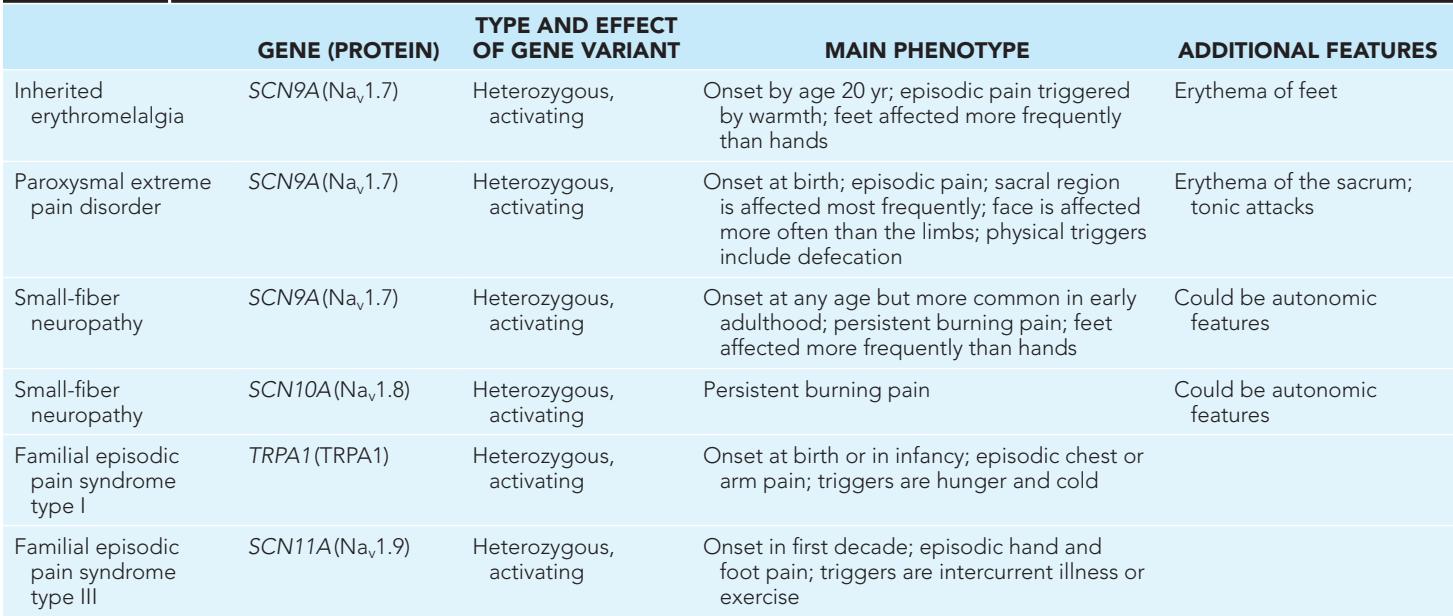 GENE (PROTEIN)
TYPE AND EFFECT
OF GENE VARIANT
MAIN PHENOTYPE
ADDITIONAL FEATURES
Inherited
erythromelalgia
SCN9A(Nav1.7)
Heterozygous,
activating
Onset by age 20 yr; episodic pain triggered
by warmth; feet affected more frequently
than hands
Erythema of feet
Paroxysmal extreme
pain disorder
SCN9A(Nav1.7)
Heterozygous,
activating
Onset at birth; episodic pain; sacral region
is affected most frequently; face is affected
more often than the limbs; physical triggers
include defecation
Erythema of the sacrum;
tonic attacks
Small-fiber
neuropathy
SCN9A(Nav1.7)
Heterozygous,
activating
Onset at any age but more common in early
adulthood; persistent burning pain; feet
affected more frequently than hands
Could be autonomic
features
Small-fiber
neuropathy
SCN10A(Nav1.8)
Heterozygous,
activating
Persistent burning pain
Could be autonomic
features
Familial episodic
pain syndrome
type I
TRPA1(TRPA1)
Heterozygous,
activating
Onset at birth or in infancy; episodic chest or
arm pain; triggers are hunger and cold
Familial episodic
pain syndrome
type III
SCN11A(Nav1.9)
Heterozygous,
activating
Onset in first decade; episodic hand and
foot pain; triggers are intercurrent illness or
exercise